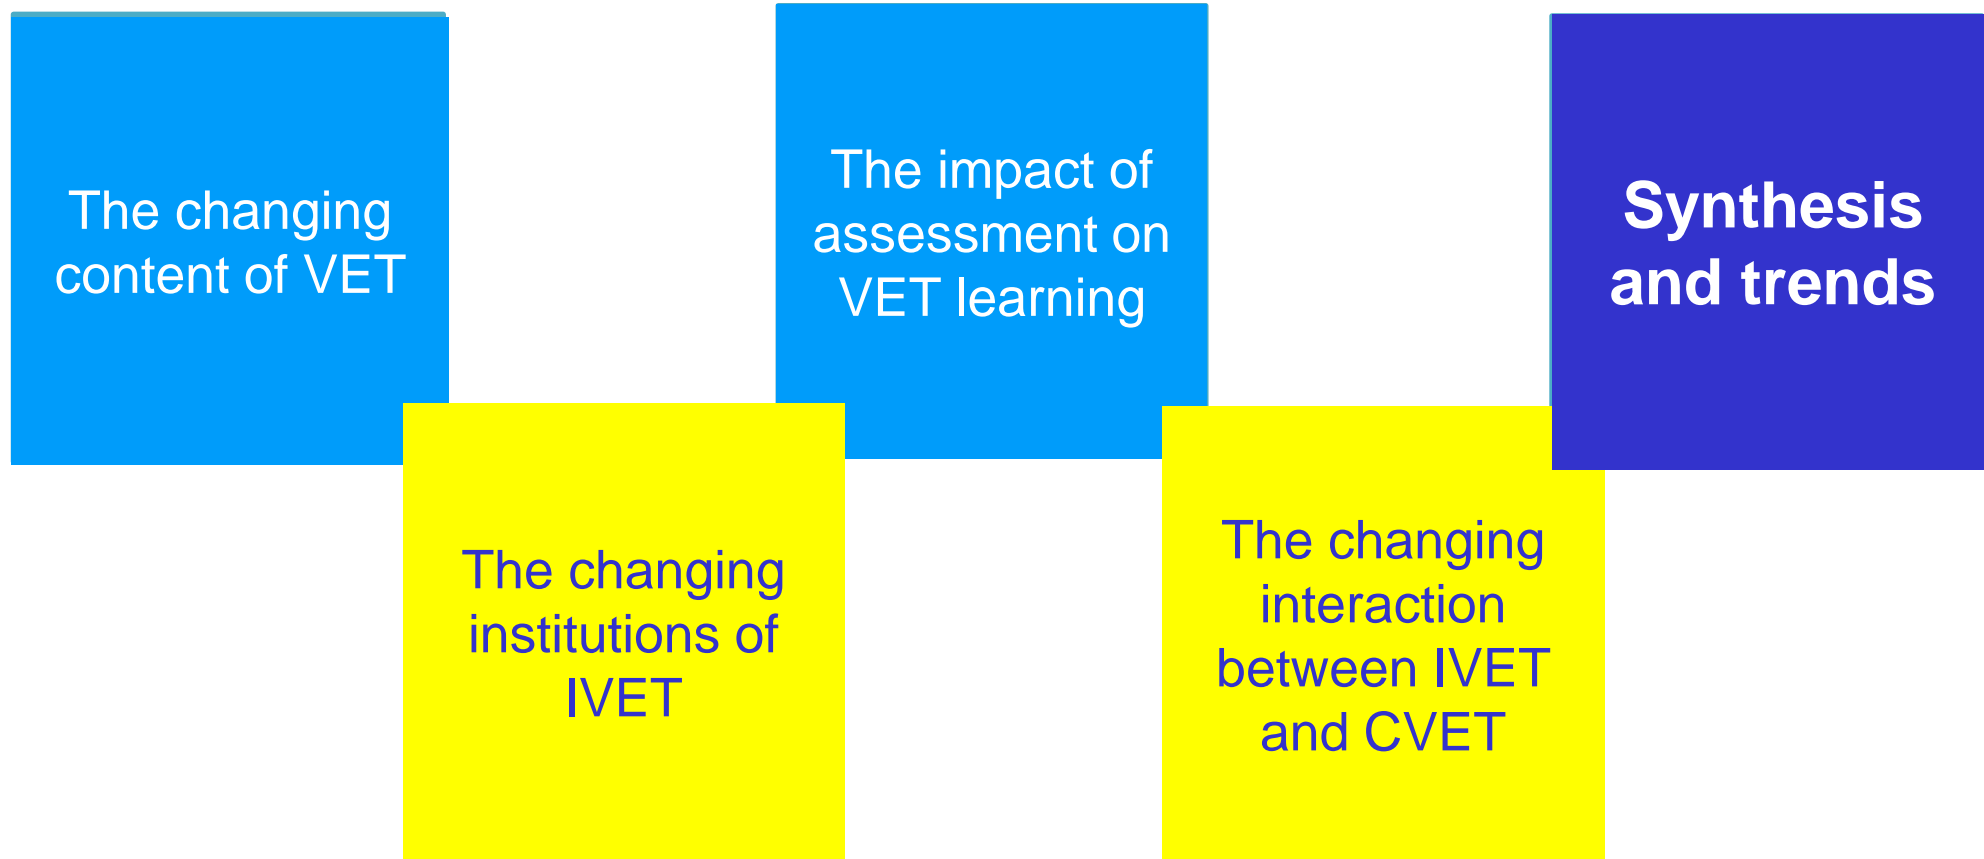 The changing
content of VET
The changing
institutions of
IVET
The impact of
assessment on
VET learning
The changing
interaction
between IVET
and CVET
Synthesis
and trends